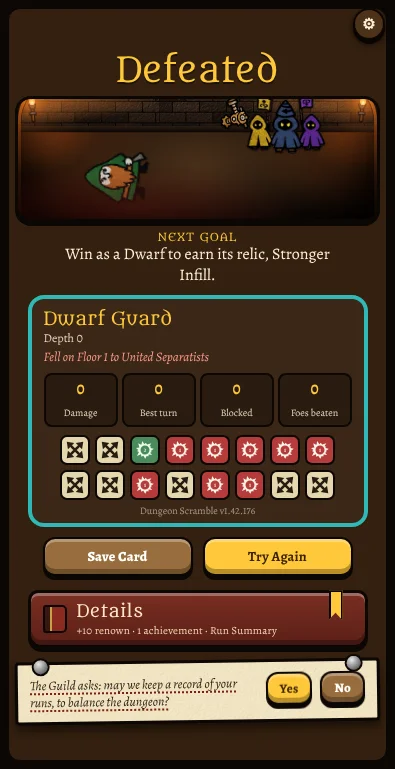 Defeated
NEXT GOAL
Win as a Dwarf to earn its relic, Stronger
Infill.
Dwarf Guard
Depth 0
Fell on Floor 1 to United Separatists
0
Damage
0
Best turn
0
Blocked
0
Foes beaten
Dungeon Scramble v1.42.176
Save Card
Try Again
Details
+10 renown · 1 achievement · Run Summary
The Guild asks: may we keep a record of your
runs, to balance the dungeon?
Yes
No